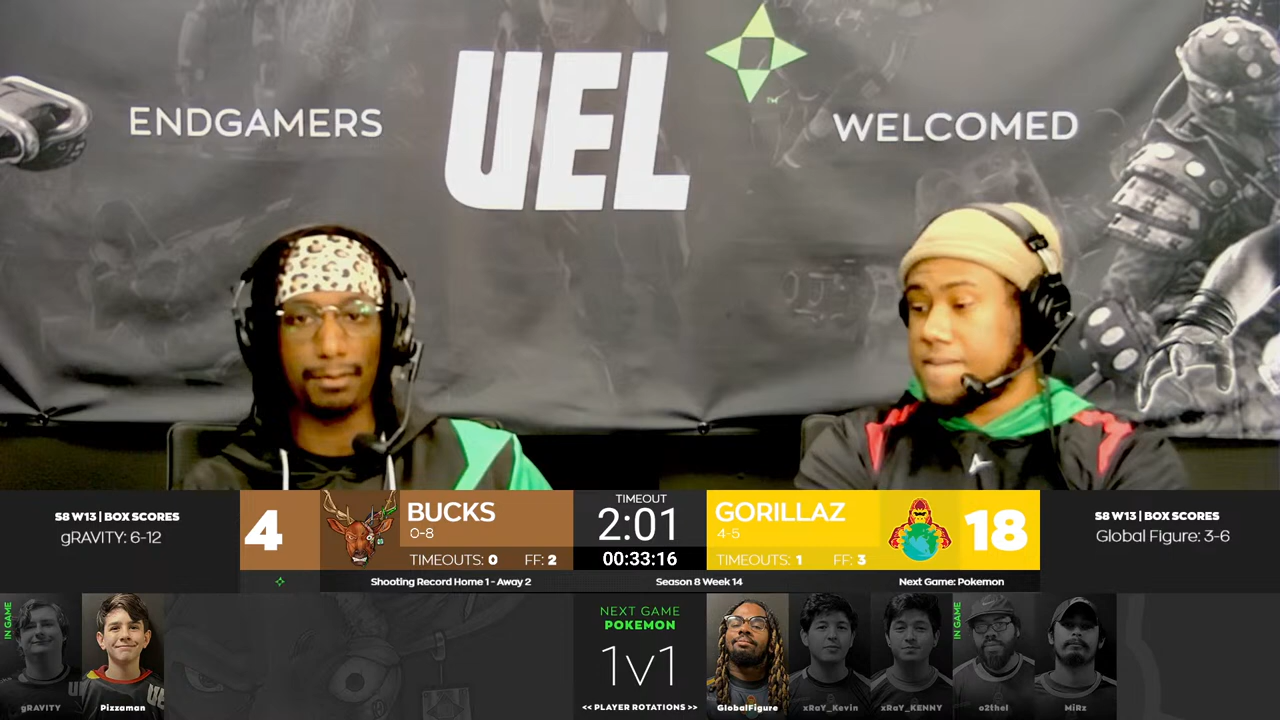 ENDGAMERS
UEL
TM
WELCOMED
S8 W13 | BOX SCORES
gRAVITY: 6-12
4
BUCKS
0-8
TIMEOUTS: 0 FF: 2
TIMEOUT
2:01
00:33:16
GORILLAZ
4-5
TIMEOUTS: 1 FF: 3
18
S8 W13 | BOX SCORES
Global Figure: 3-6
Shooting Record Home 1 - Away 2
Season 8 Week 14
Next Game: Pokemon
IN GAME
gRAVITY
Pizzaman
NEXT GAME
POKEMON
1v1
<< PLAYER ROTATIONS >>
GlobalFigure
xRaY_Kevin
xRaY_KENNY
IN GAME
o2thel
MiRz